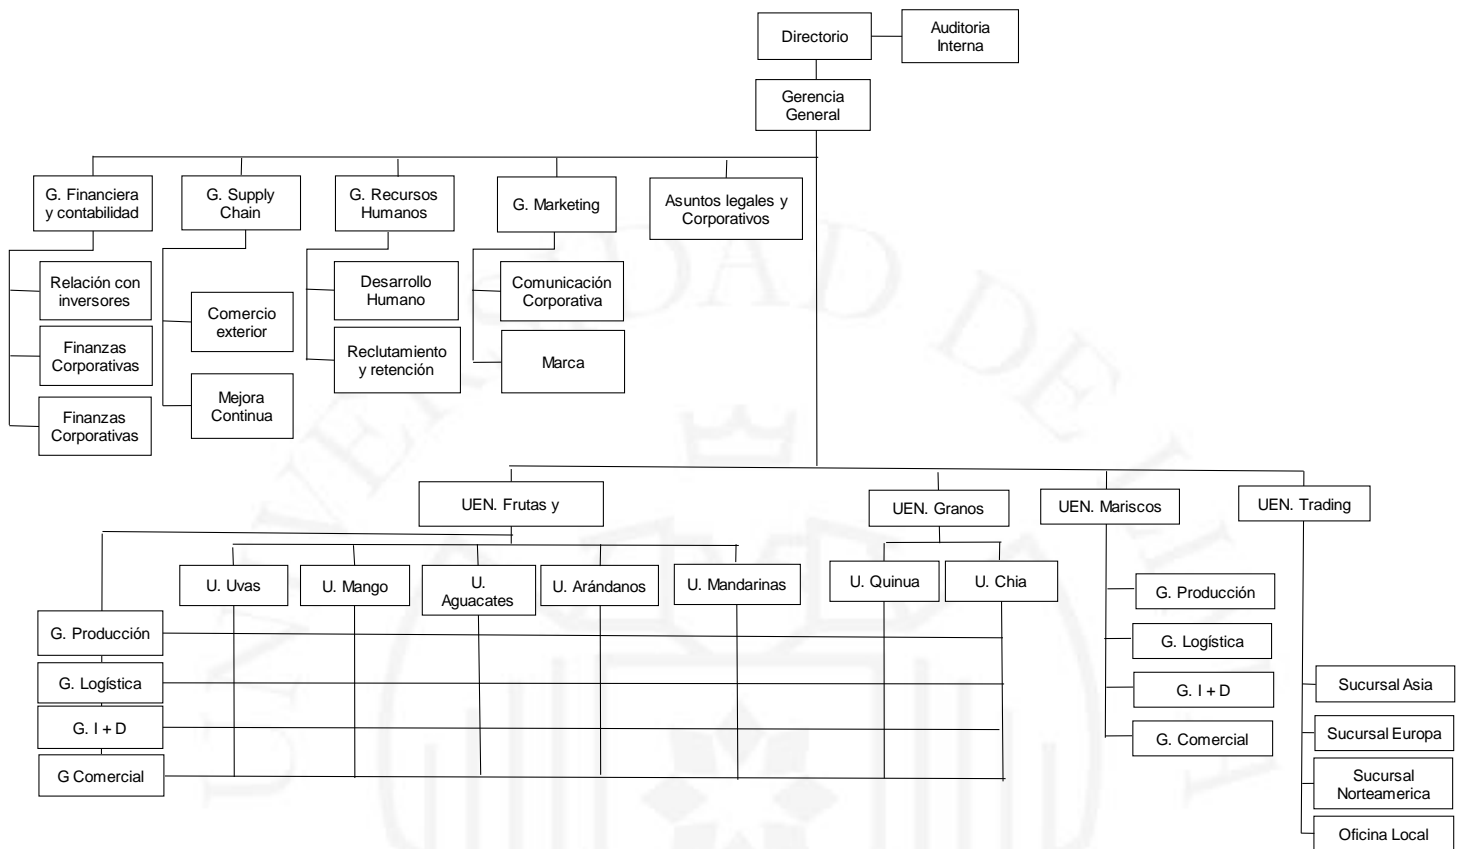 Directorio
Auditoria
Interna
Gerencia
General
G. Financiera
y contabilidad
G. Supply
Chain
G. Recursos
Humanos
G. Marketing
Asuntos legales y
Corporativos
Relación con
inversores
Finanzas
Corporativas
Finanzas
Corporativas
Comercio
exterior
Mejora
Continua
Desarrollo
Humano
Reclutamiento
y retención
Comunicación
Corporativa
Marca
UEN. Frutas y
UEN. Granos
UEN. Mariscos
UEN. Trading
U. Uvas
U. Mango
U.
Aguacates
U. Arándanos
U. Mandarinas
U. Quinua
U. Chia
G. Producción
G. Logística
G. I + D
G Comercial
G. Producción
G. Logística
G. I + D
G. Comercial
Sucursal Asia
Sucursal Europa
Sucursal
Norteamerica
Oficina Local
UNIVERSIDAD DE LIMA